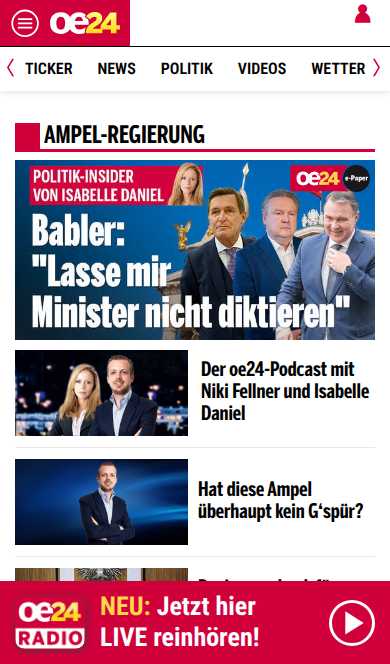 oe24
TICKER NEWS POLITIK VIDEOS WETTER
AMPEL-REGIERUNG
POLITIK-INSIDER
VON ISABELLE DANIEL
oe24 e-Paper
Babler:
"Lasse mir
Minister nicht diktieren"
Der oe24-Podcast mit
Niki Fellner und Isabelle
Daniel
Hat diese Ampel
überhaupt kein G‘spür?
oe24
RADIO
NEU: Jetzt hier
LIVE reinhören!